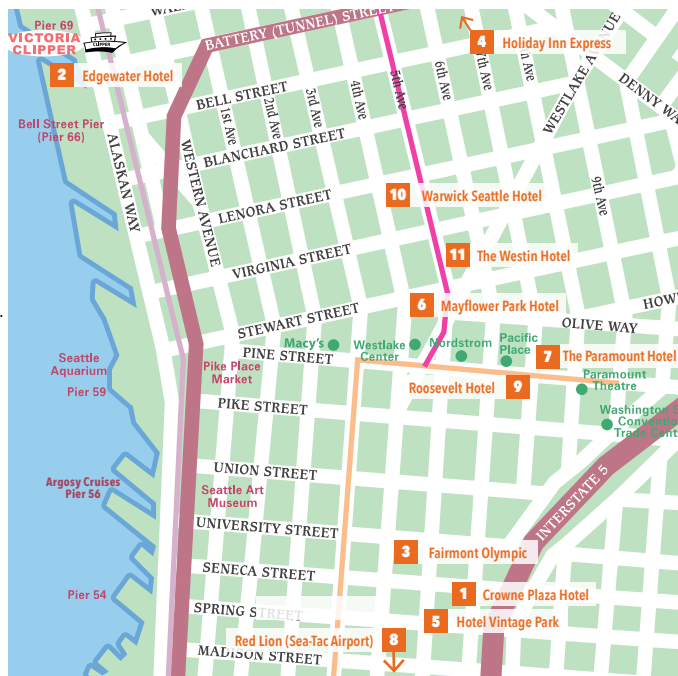 Pier 69
VICTORIA
CLIPPER
CLIPPER
BATTERY (TUNNEL) STREET
4 Holiday Inn Express
2 Edgewater Hotel
BELL STREET
1st Ave
2nd Ave
3rd Ave
4th Ave
5th Ave
6th Ave
7th Ave
WESTLAKE AVENUE
DENNY WA
Bell Street Pier
(Pier 66)
ALASKAN WAY
WESTERN AVENUE
BLANCHARD STREET
9th Ave
10 Warwick Seattle Hotel
LENORA STREET
VIRGINIA STREET
11 The Westin Hotel
6 Mayflower Park Hotel
HOW
STEWART STREET
OLIVE WAY
Macy's
Westlake
Center
Nordstrom
Pacific
Place
7 The Paramount Hotel
PINE STREET
Seattle
Aquarium
Pier 59
Pike Place
Market
Roosevelt Hotel 9
Paramount
Theatre
PIKE STREET
Washington
Convention
Trade Cent
UNION STREET
Argosy Cruises
Pier 56
Seattle Art
Museum
INTERSTATE 5
UNIVERSITY STREET
3 Fairmont Olympic
SENECA STREET
Pier 54
1 Crowne Plaza Hotel
SPRING STREET
5 Hotel Vintage Park
Red Lion (Sea-Tac Airport) 8
MADISON STREET